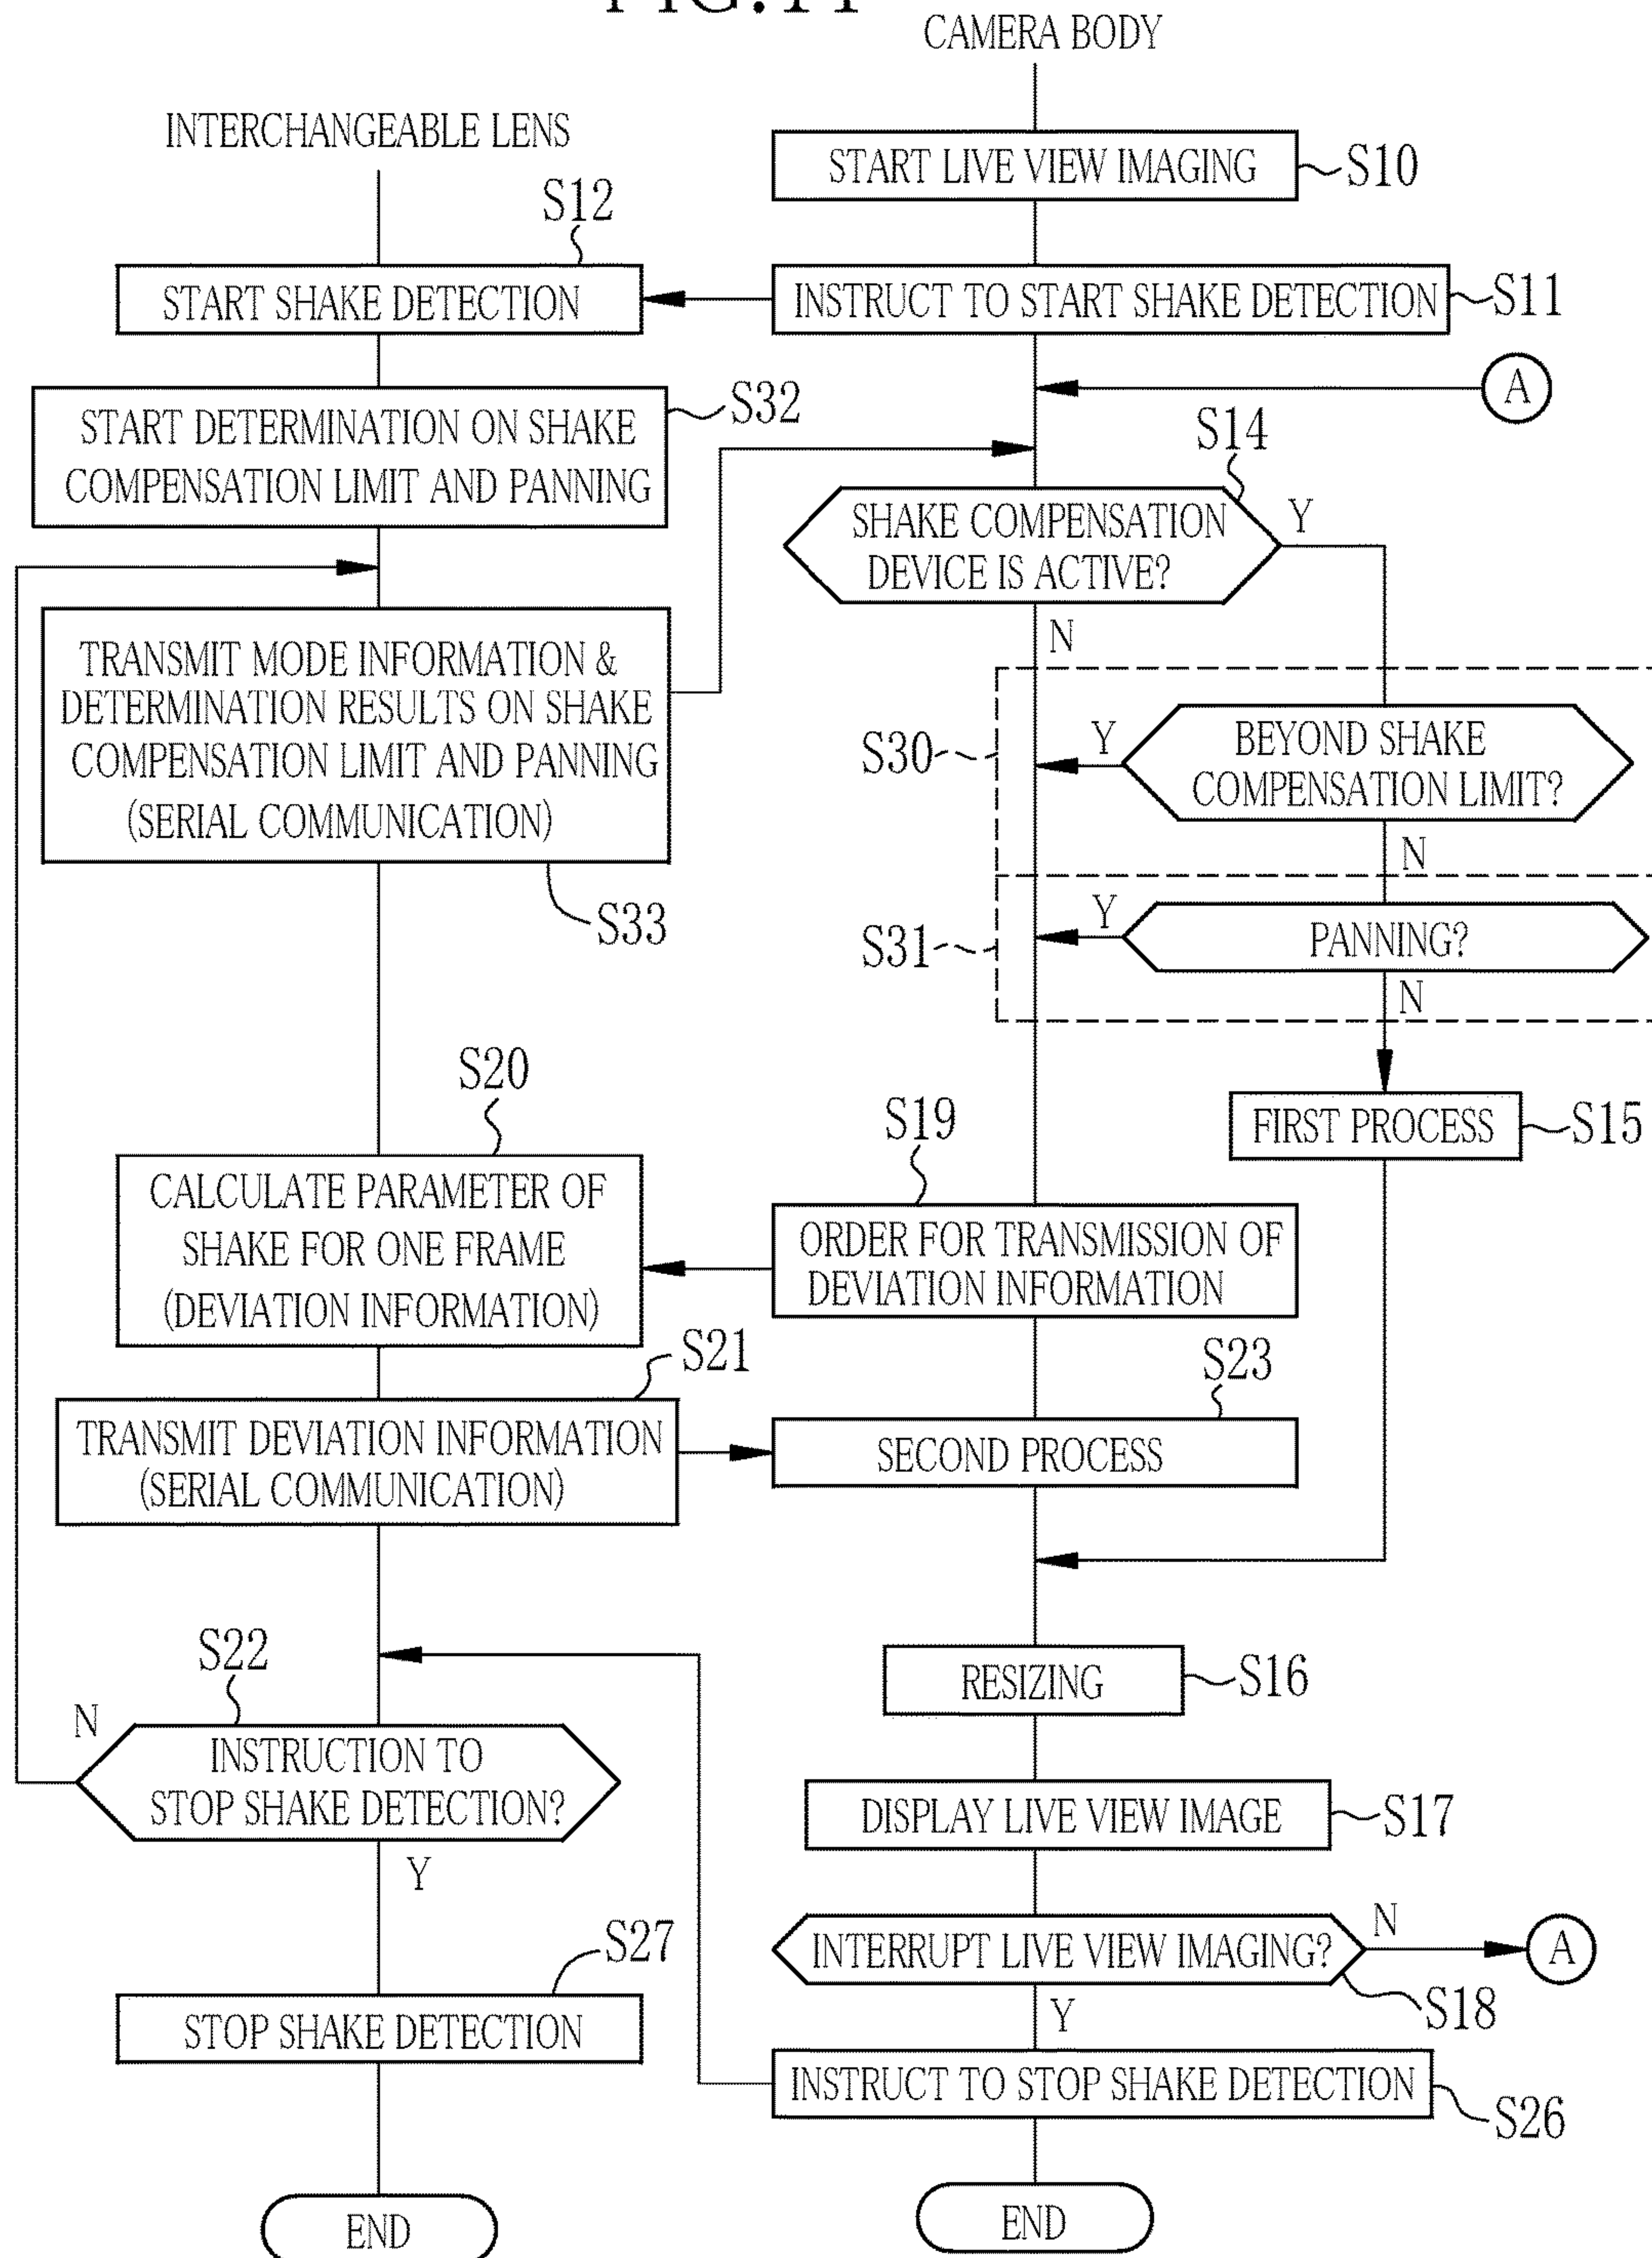 CAMERA BODY
INTERCHANGEABLE LENS
START LIVE VIEW IMAGING
S10
S12
START SHAKE DETECTION
INSTRUCT TO START SHAKE DETECTION
S11
A
S32
START DETERMINATION ON SHAKE
COMPENSATION LIMIT AND PANNING
S14
SHAKE COMPENSATION
DEVICE IS ACTIVE?
Y
N
TRANSMIT MODE INFORMATION &
DETERMINATION RESULTS ON SHAKE
COMPENSATION LIMIT AND PANNING
(SERIAL COMMUNICATION)
S33
S30
Y
BEYOND SHAKE
COMPENSATION LIMIT?
N
S31
Y
PANNING?
N
S20
S19
FIRST PROCESS
S15
CALCULATE PARAMETER OF
SHAKE FOR ONE FRAME
(DEVIATION INFORMATION)
ORDER FOR TRANSMISSION OF
DEVIATION INFORMATION
S21
S23
TRANSMIT DEVIATION INFORMATION
(SERIAL COMMUNICATION)
SECOND PROCESS
S22
RESIZING
S16
N
INSTRUCTION TO
STOP SHAKE DETECTION?
Y
DISPLAY LIVE VIEW IMAGE
S17
S27
INTERRUPT LIVE VIEW IMAGING?
N
A
S18
Y
STOP SHAKE DETECTION
INSTRUCT TO STOP SHAKE DETECTION
S26
END
END